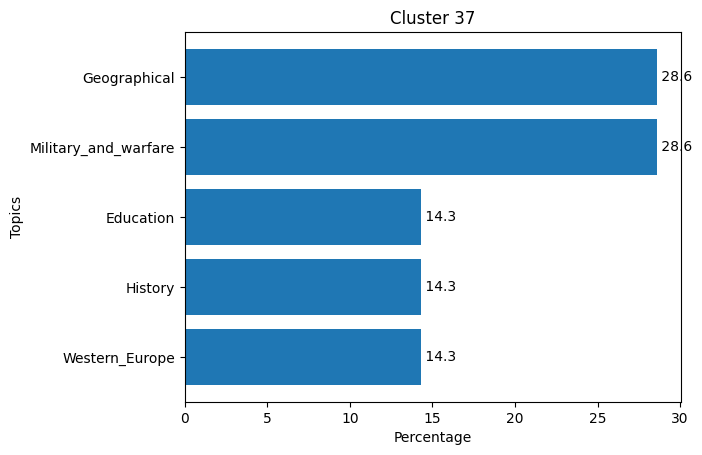 Cluster 37
Geographical 28.6
Military_and_warfare 28.6
Education 14.3
History 14.3
Western_Europe 14.3
Topics
0 5 10 15 20 25 30
Percentage